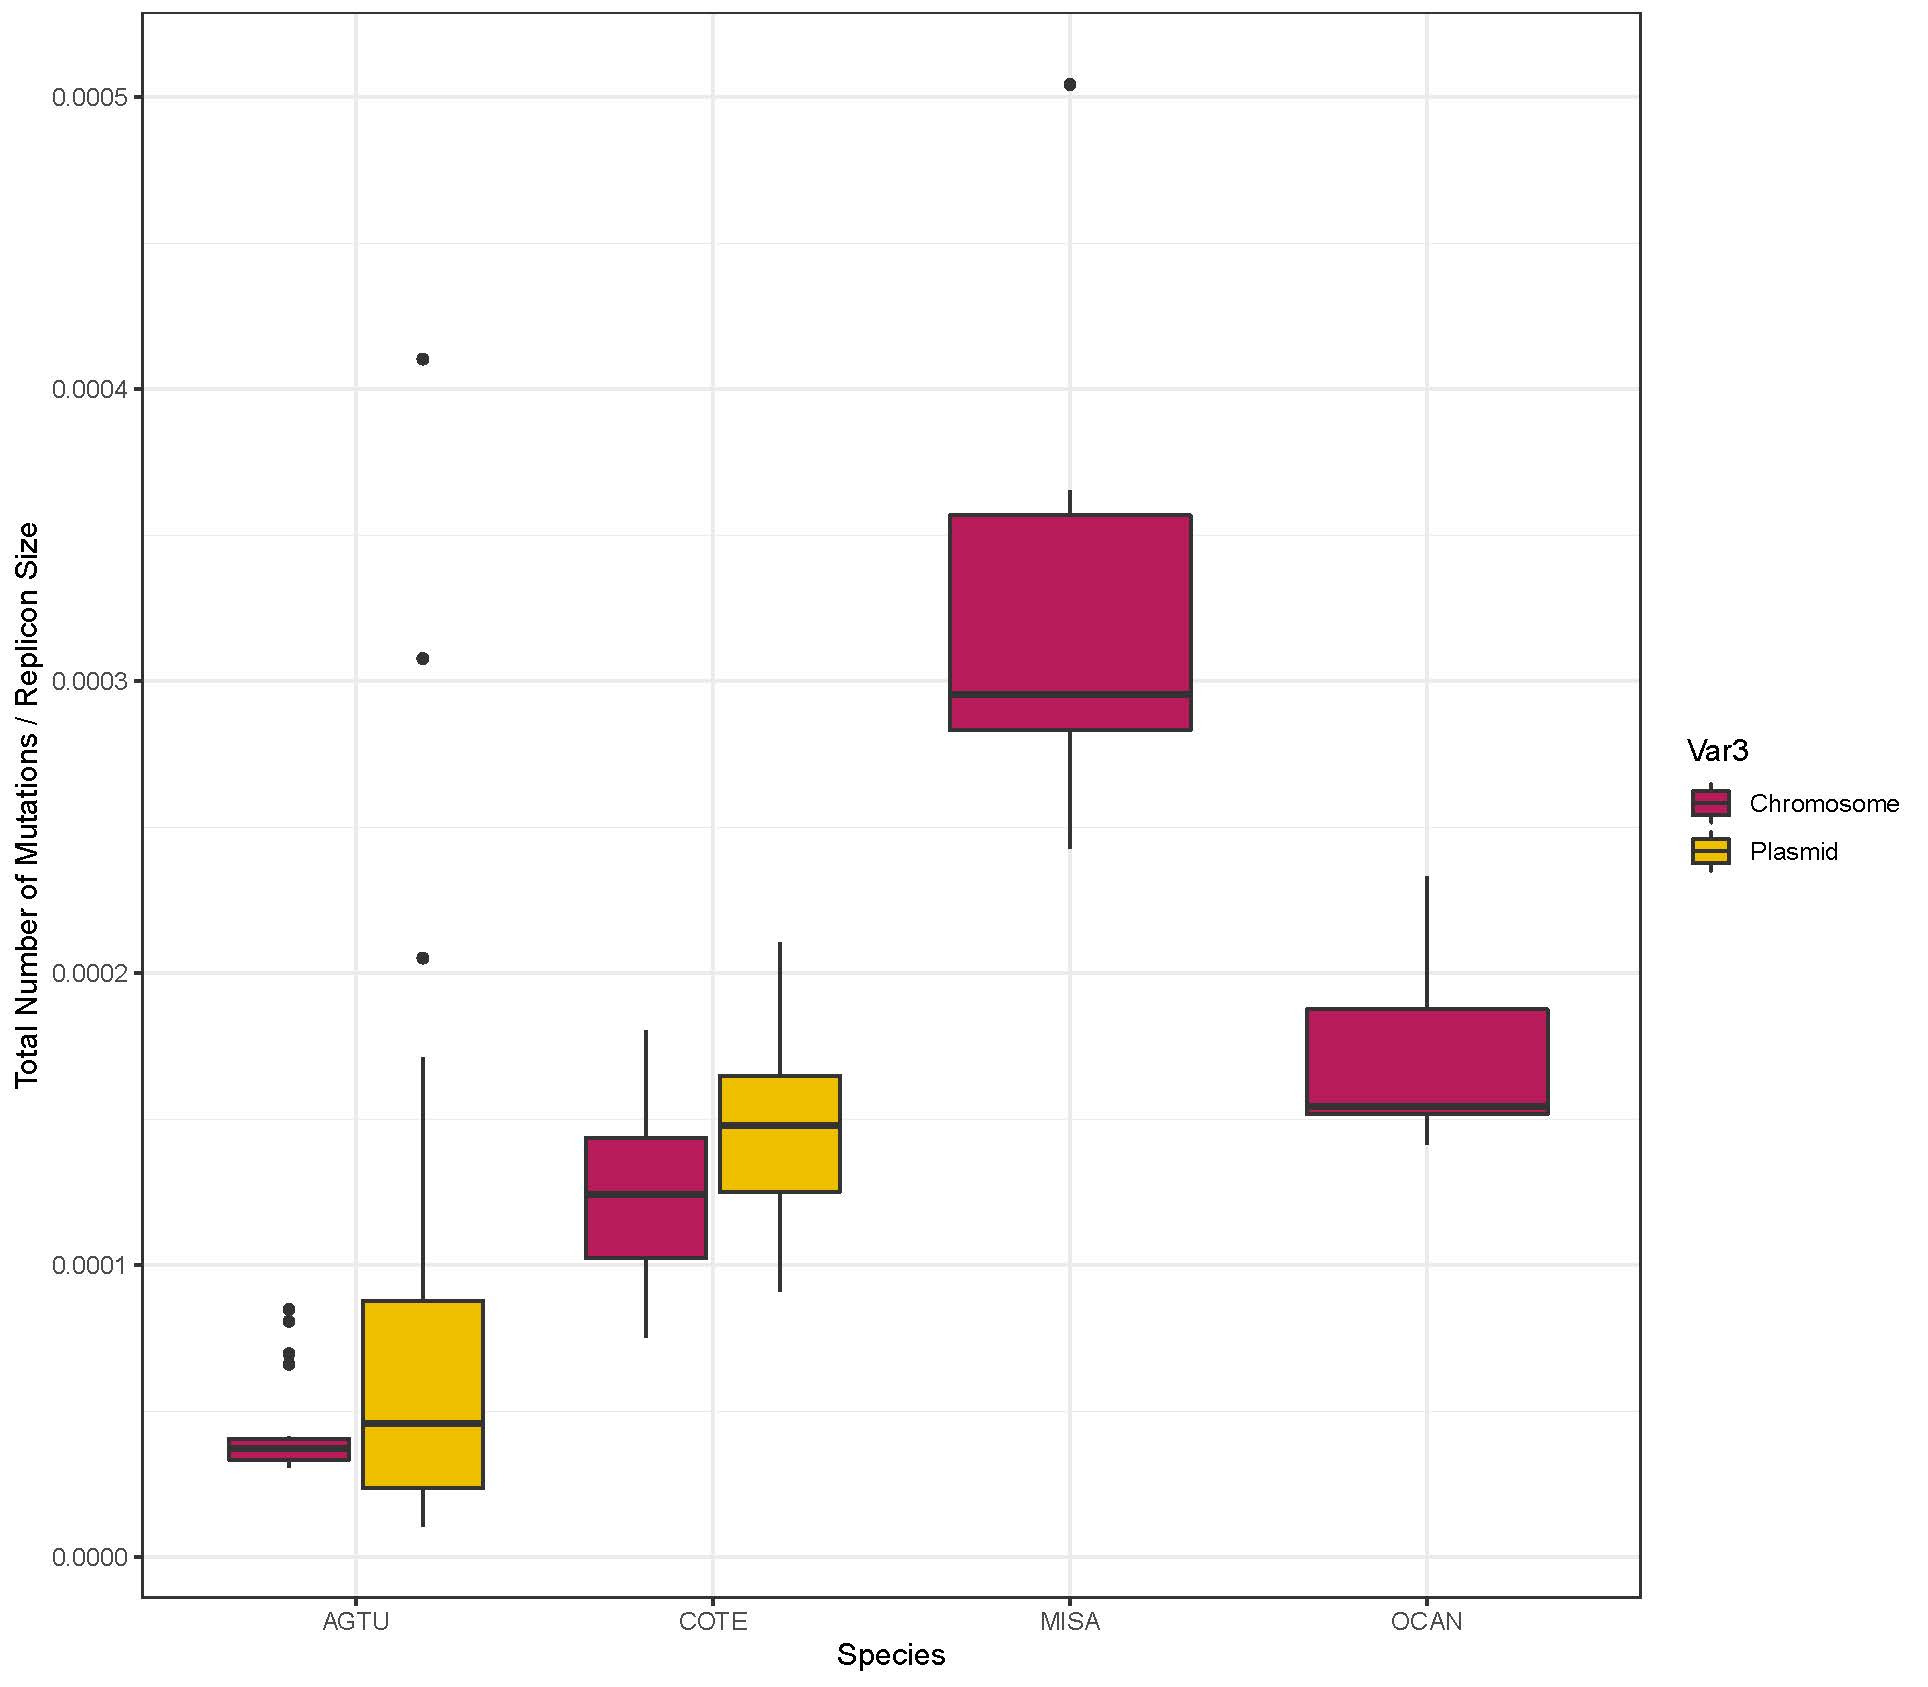 Total Number of Mutations / Replicon Size
0.0005
0.0004
0.0003
0.0002
0.0001
0.0000
AGTU COTE MISA OCAN
Species
Var3
Chromosome
Plasmid